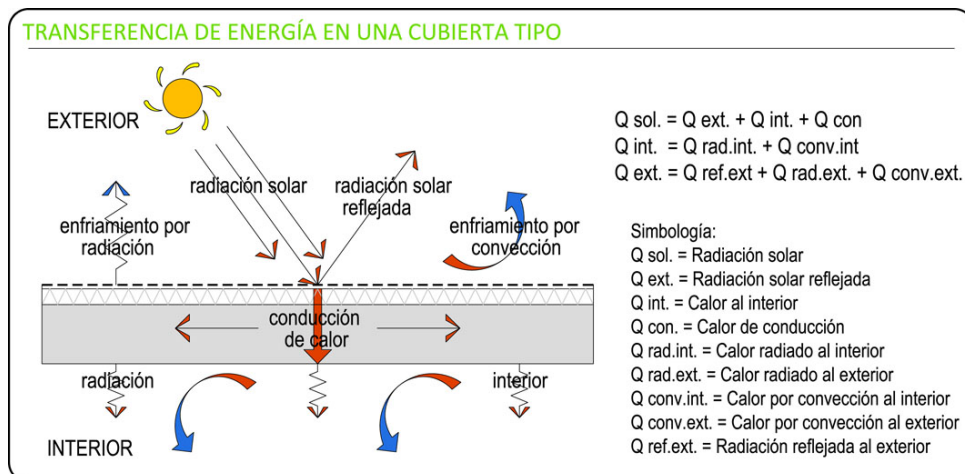 TRANSFERENCIA DE ENERGÍA EN UNA CUBIERTA TIPO
EXTERIOR
radiación solar
radiación solar
reflejada
enfriamiento por
radiación
enfriamiento por
convección
conducción
de calor
radiación
interior
INTERIOR
Q sol. = Q ext. + Q int. + Q con
Q int. = Q rad.int. + Q conv.int
Q ext. = Q ref.ext + Q rad.ext. + Q conv.ext.
Simbología:
Q sol. = Radiación solar
Q ext. = Radiación solar reflejada
Q int. = Calor al interior
Q con. = Calor de conducción
Q rad.int. = Calor radiado al interior
Q rad.ext. = Calor radiado al exterior
Q conv.int. = Calor por convección al interior
Q conv.ext. = Calor por convección al exterior
Q ref.ext. = Radiación reflejada al exterior